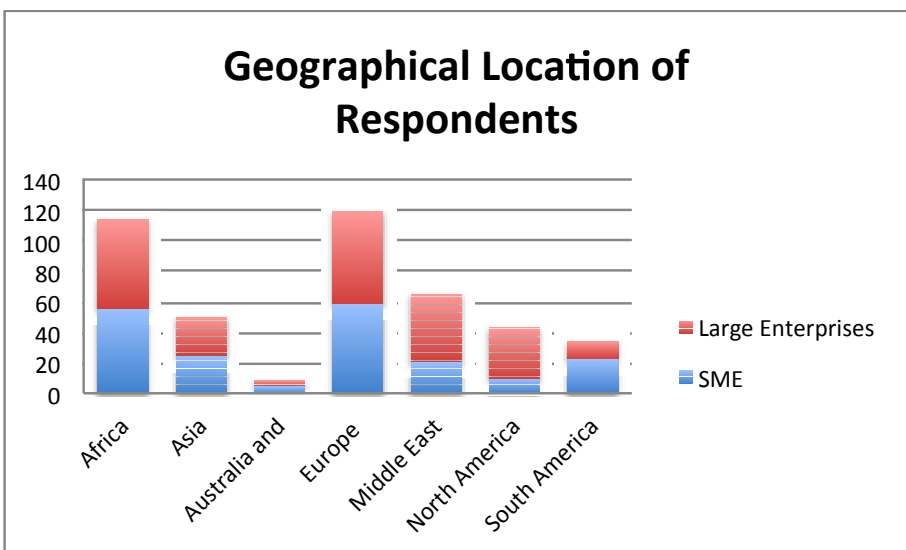 Geographical Location of
Respondents
140
120
100
80
60
40
20
0
Large Enterprises
SME
Africa
Asia
Australia and
Europe
Middle East
North America
South America